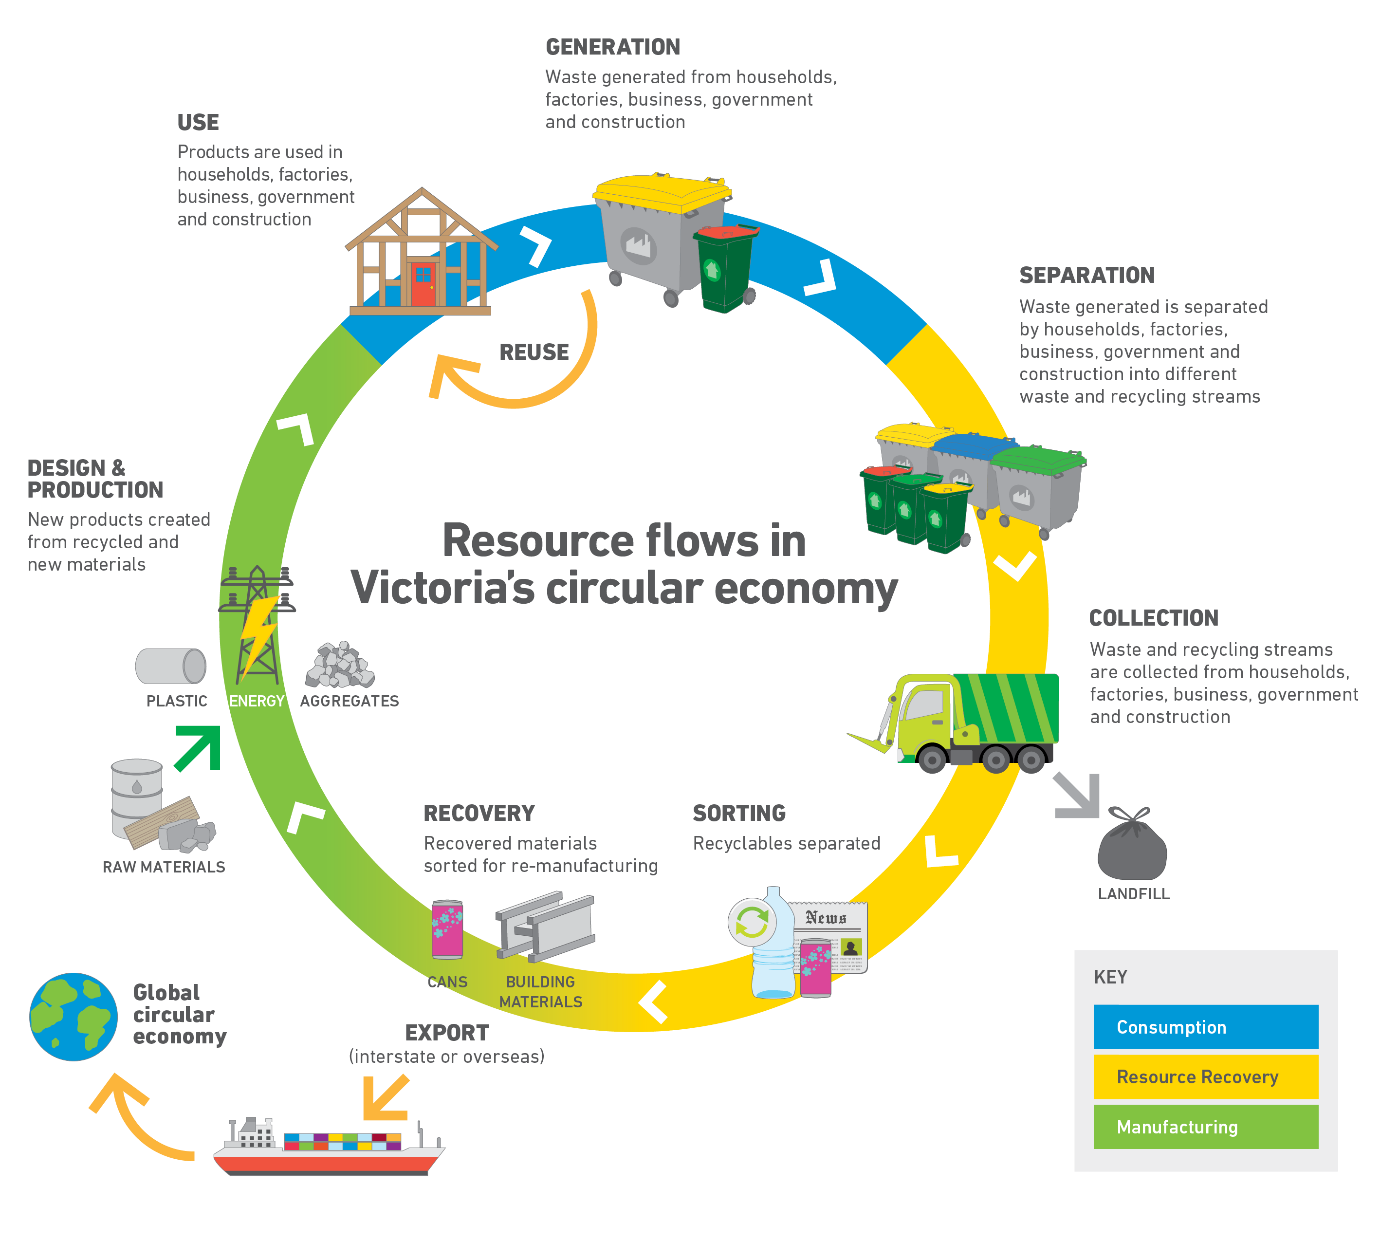 GENERATION
Waste generated from households,
factories, business, government
and construction
USE
Products are used in
households, factories,
business, government
and construction
SEPARATION
Waste generated is separated
by households, factories,
business, government and
construction into different
waste and recycling streams
REUSE
DESIGN &
PRODUCTION
New products created
from recycled and
new materials
Resource flows in
Victoria's circular economy
COLLECTION
Waste and recycling streams
are collected from households,
factories, business, government
and construction
PLASTIC
ENERGY
AGGREGATES
RAW MATERIALS
RECOVERY
Recovered materials
sorted for re-manufacturing
SORTING
Recyclables separated
News
LANDFILL
CANS
BUILDING
MATERIALS
Global
circular
economy
EXPORT
(interstate or overseas)
KEY
Consumption
Resource Recovery
Manufacturing